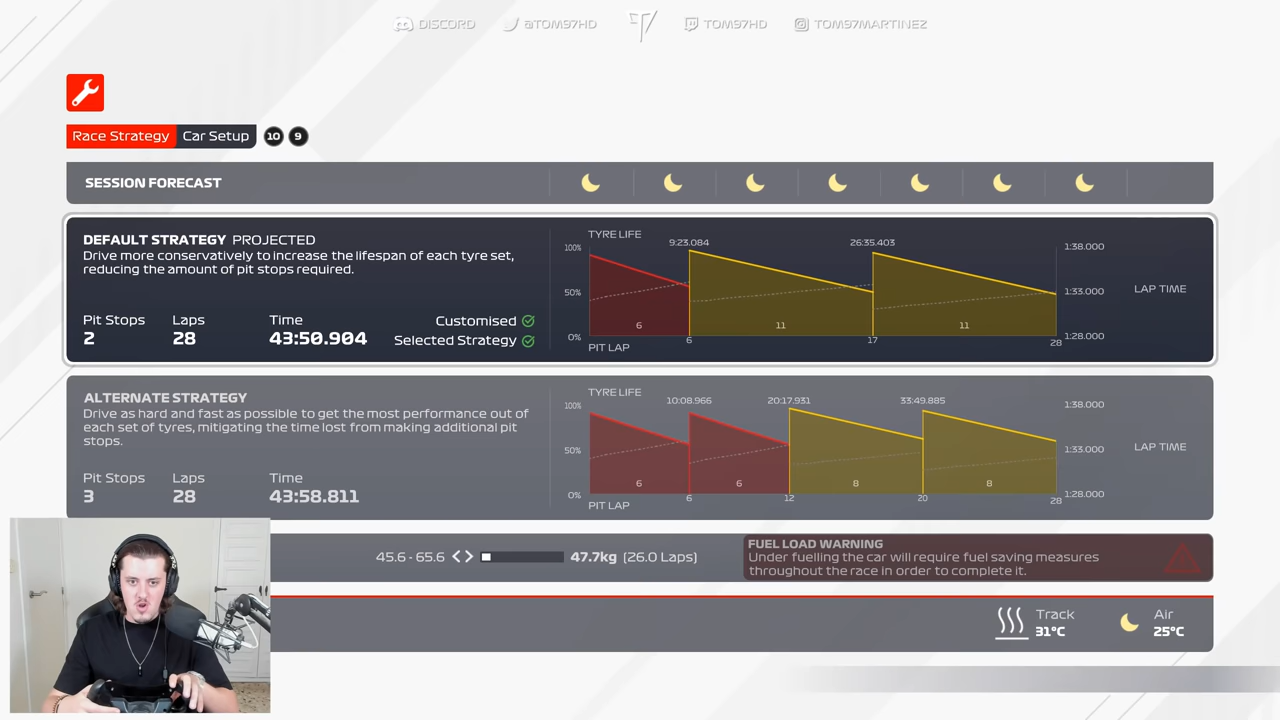 DISCORD @TOM97HD TOM97HD TOM97MARTINEZ
Race Strategy Car Setup 10 9
SESSION FORECAST
DEFAULT STRATEGY PROJECTED
Drive more conservatively to increase the lifespan of each tyre set,
reducing the amount of pit stops required.
Pit Stops Laps Time Customised
2 28 43:50.904 Selected Strategy
TYRE LIFE
9:23.084 26:35.403
100% 1:38.000
50% 1:33.000 LAP TIME
6 11 11
0% 1:28.000
6 17 28
PIT LAP
ALTERNATE STRATEGY
Drive as hard and fast as possible to get the most performance out of
each set of tyres, mitigating the time lost from making additional pit
stops.
Pit Stops Laps Time
3 28 43:58.811
TYRE LIFE
10:08.966 20:17.931 33:49.885
100% 1:38.000
50% 1:33.000 LAP TIME
6 6 8 8
0% 1:28.000
6 12 20 28
PIT LAP
45.6 - 65.6 47.7kg (26.0 Laps)
FUEL LOAD WARNING
Under fuelling the car will require fuel saving measures
throughout the race in order to complete it.
Track Air
31°C 25°C